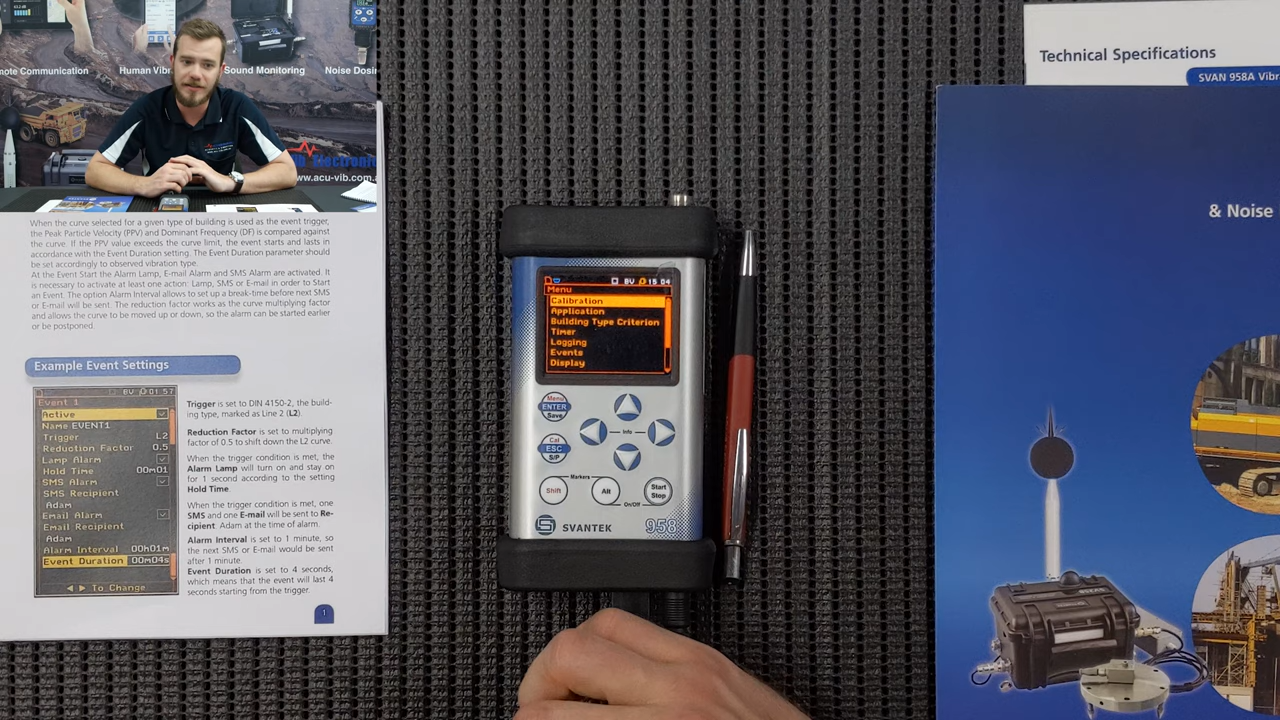 mote Communication
Human Vib
Sound Monitoring
Noise Dosi
ib Electroni
www.acu-vib.com.
When the curve selected for a given type of building is used as the event trigger,
the Peak Particle Velocity (PPV) and Dominant Frequency (DF) is compared against
the curve. If the PPV value exceeds the curve limit, the event starts and lasts in
accordance with the Event Duration setting. The Event Duration parameter should
be set accordingly to observed vibration type.
At the Event Start the Alarm Lamp, E-mail Alarm and SMS Alarm are activated. It
is necessary to activate at least one action: Lamp, SMS or E-mail in order to Start
an Event. The option Alarm Interval allows to set up a break-time before next SMS
or E-mail will be sent. The reduction factor works as the curve multiplying factor
and allows the curve to be moved up or down, so the alarm can be started earlier
or be postponed.
Example Event Settings
BV 01:57
Event 1
Active
Name EVENT1
Trigger L2
Reduction Factor 0.5
Lamp Alarm
Hold Time 00m01
SMS Alarm
SMS Recipient
Adam
Email Alarm
Email Recipient
Adam
Alarm Interval 00h01m
Event Duration 00m04s
To Change
Trigger is set to DIN 4150-2, the build-
ing type, marked as Line 2 (L2).
Reduction Factor is set to multiplying
factor of 0.5 to shift down the L2 curve.
When the trigger condition is met, the
Alarm Lamp will turn on and stay on
for 1 second according to the setting
Hold Time.
When the trigger condition is met, one
SMS and one E-mail will be sent to Re-
cipient: Adam at the time of alarm.
Alarm Interval is set to 1 minute, so
the next SMS or E-mail would be sent
after 1 minute.
Event Duration is set to 4 seconds,
which means that the event will last 4
seconds starting from the trigger.
1
8V 15 04
Menu
Calibration
Application
Building Type Criterion
Timer
Logging
Events
Display
Menu
ENTER
Save
Info
Cal
ESC
S/P
Markers
Shift
Alt
Start
Stop
On/Off
SVANTEK
958
Technical Specifications
SVAN 958A Vibr
& Noise